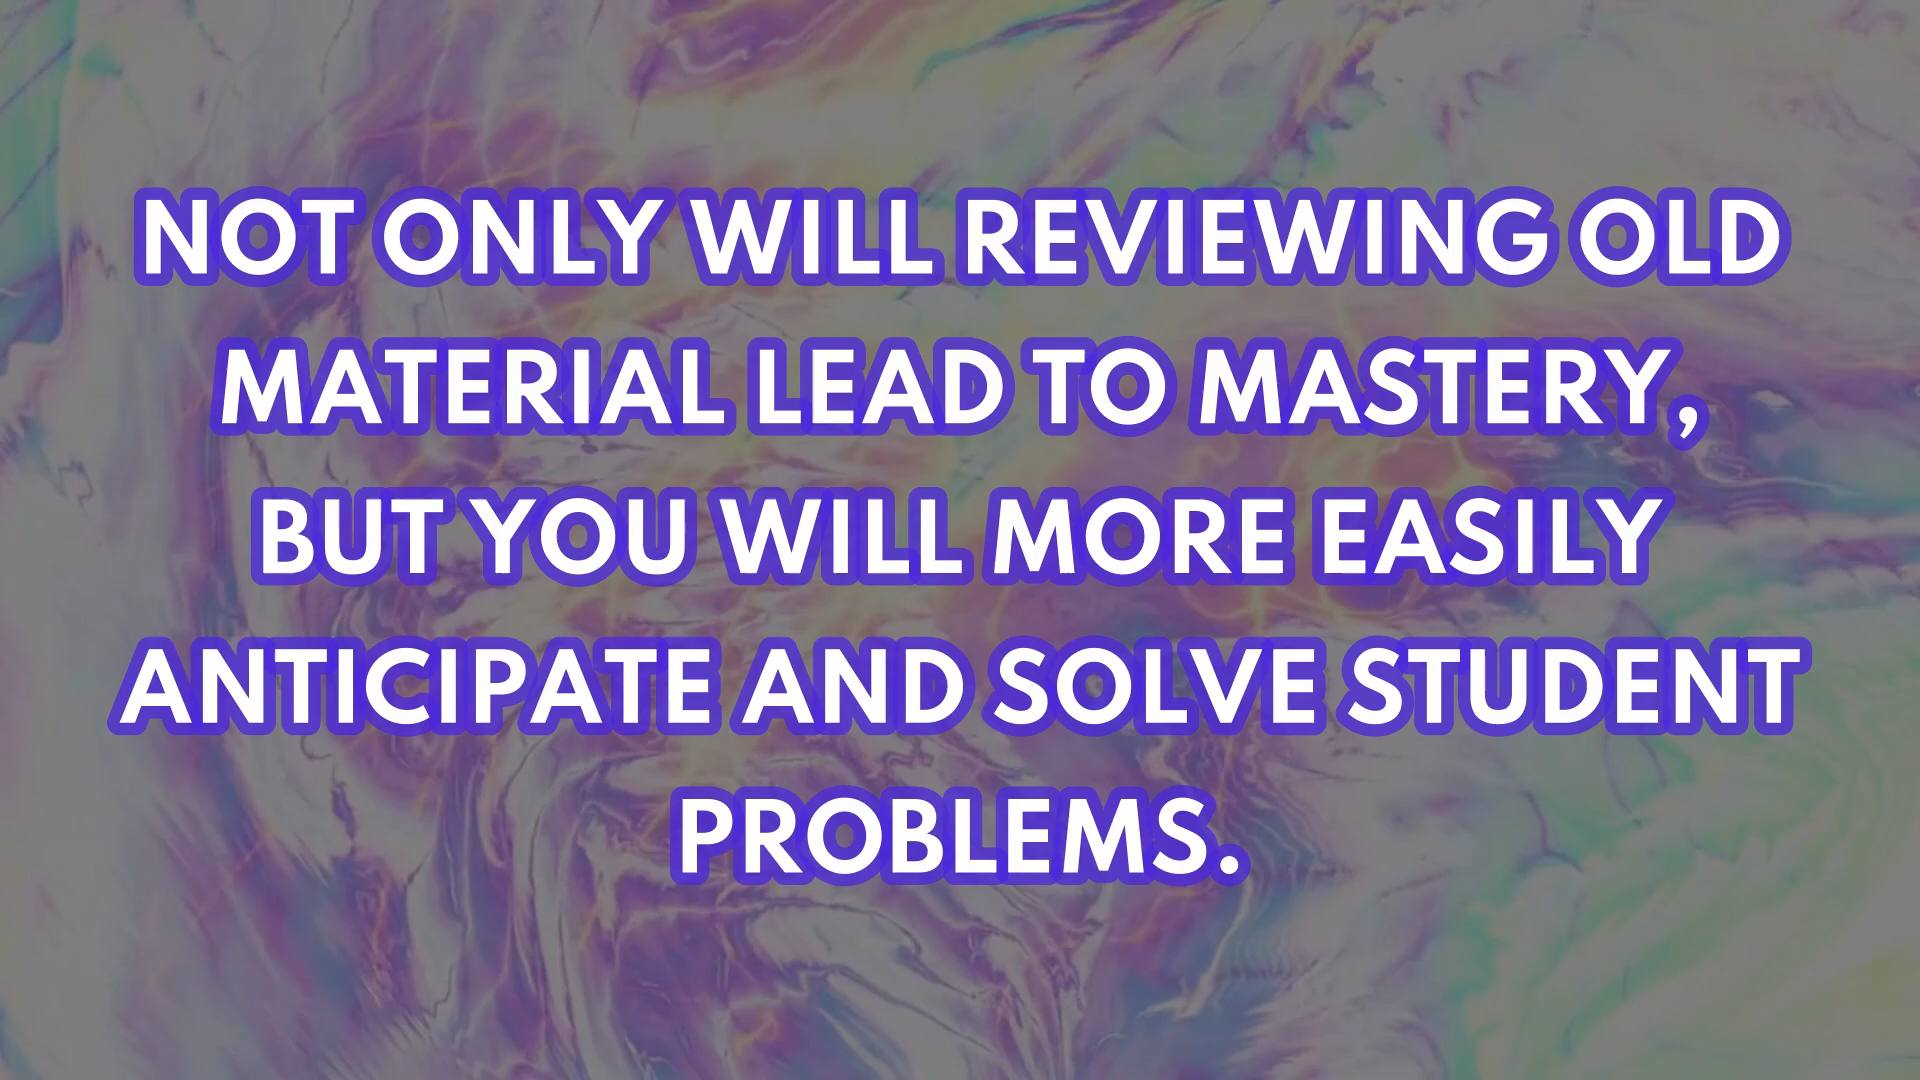 NOT ONLY WILL REVIEWING OLD
MATERIAL LEAD TO MASTERY,
BUT YOU WILL MORE EASILY
ANTICIPATE AND SOLVE STUDENT
PROBLEMS.